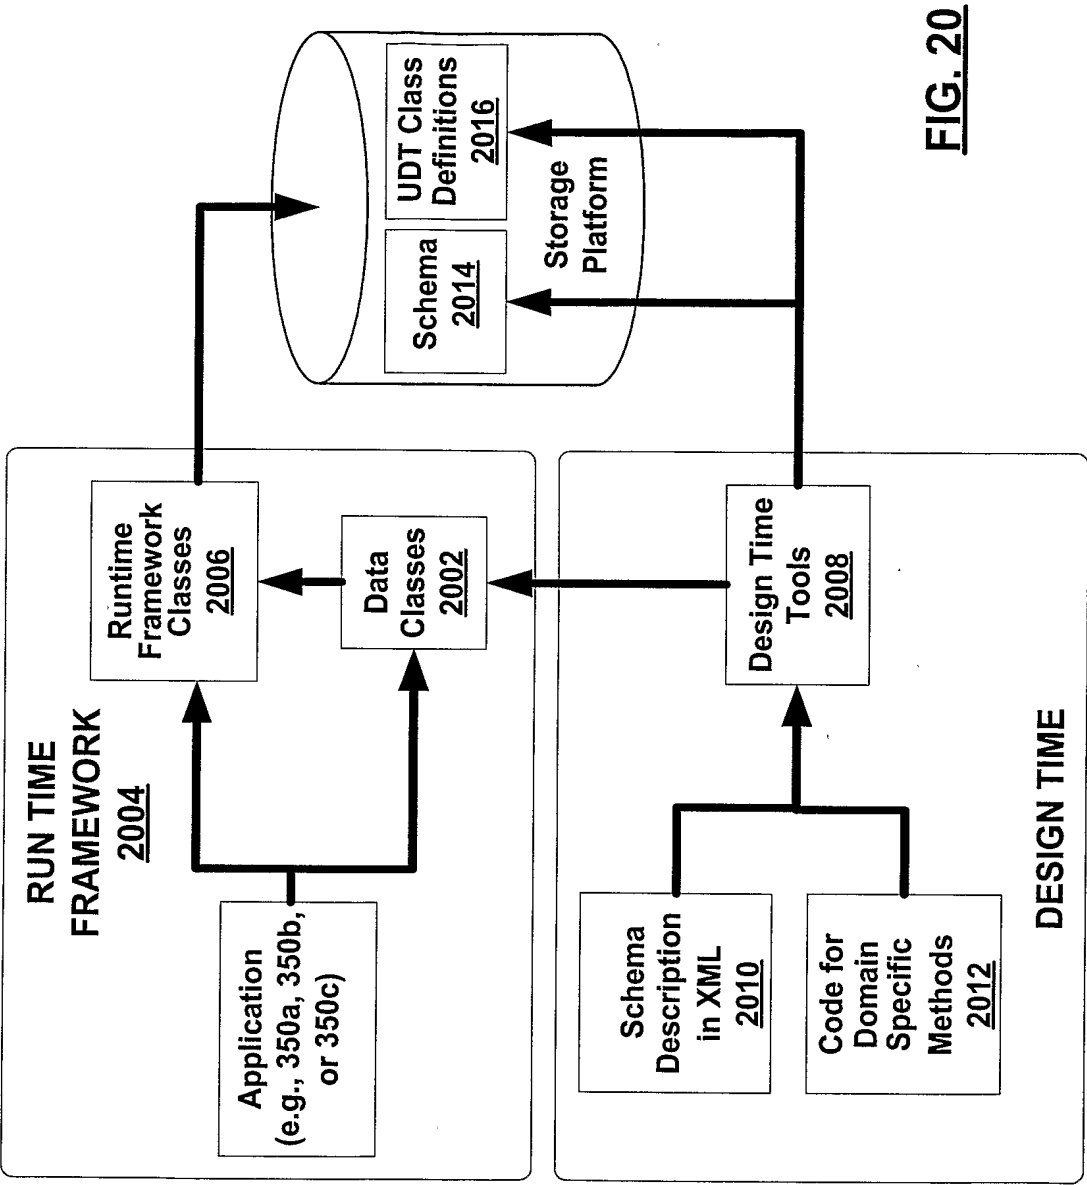 RUN TIME
FRAMEWORK
2004
Application
(e.g., 350a, 350b,
or 350c)
Runtime
Framework
Classes
2006
Data
Classes
2002
UDT Class
Definitions
2016
Schema
2014
Storage
Platform
Schema
Description
in XML
2010
Code for
Domain
Specific
Methods
2012
Design Time
Tools
2008
DESIGN TIME
FIG. 20